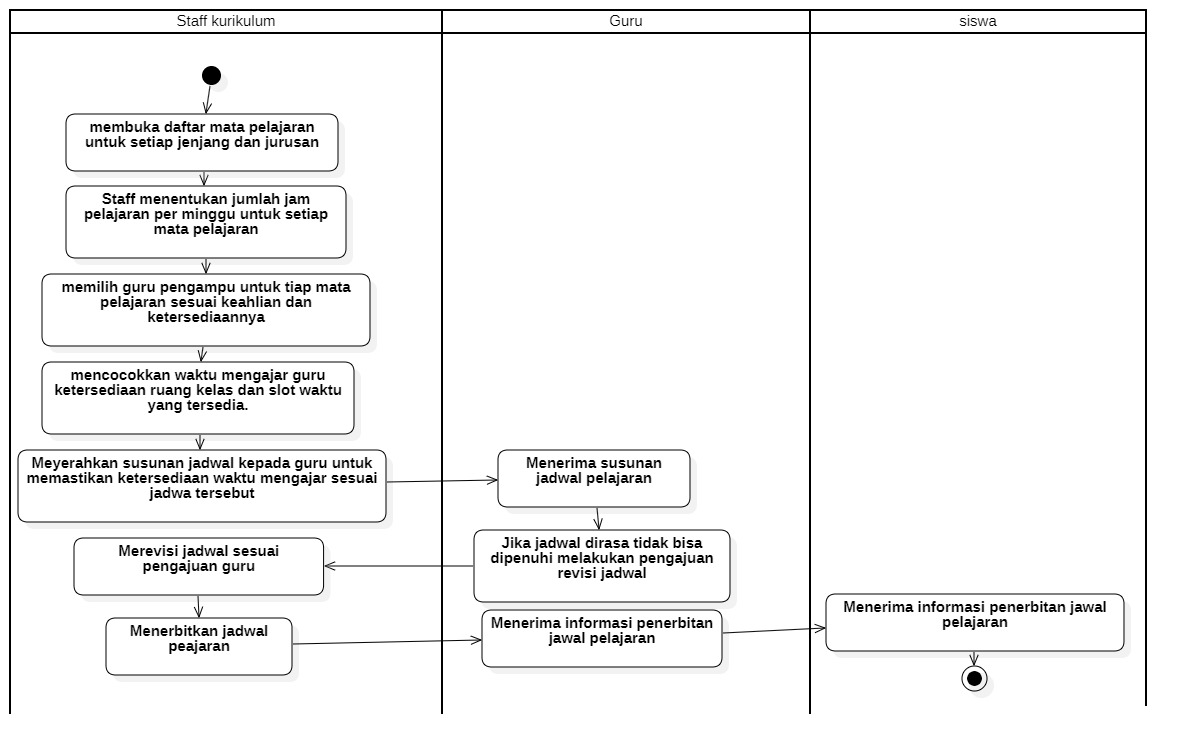 Staff kurikulum
Guru
siswa
membuka daftar mata pelajaran
untuk setiap jenjang dan jurusan
Staff menentukan jumlah jam
pelajaran per minggu untuk setiap
mata pelajaran
memilih guru pengampu untuk tiap mata
pelajaran sesuai keahlian dan
ketersediaannya
mencocokkan waktu mengajar guru
ketersediaan ruang kelas dan slot waktu
yang tersedia.
Meyerahkan susunan jadwal kepada guru untuk
memastikan ketersediaan waktu mengajar sesuai
jadwa tersebut
Menerima susunan
jadwal pelajaran
Jika jadwal dirasa tidak bisa
dipenuhi melakukan pengajuan
revisi jadwal
Merevisi jadwal sesuai
pengajuan guru
Menerbitkan jadwal
peajaran
Menerima informasi penerbitan
jawal pelajaran
Menerima informasi penerbitan jawal
pelajaran